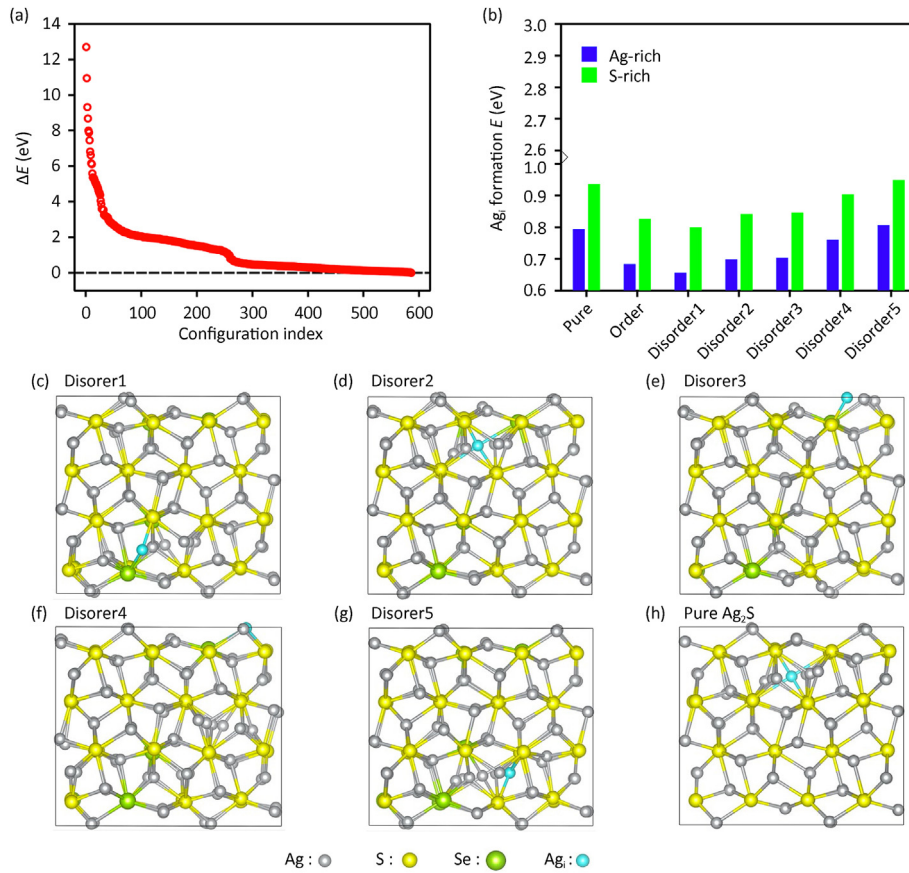 (a)
14
12
10
8
6
4
2
0
ΔE (eV)
0 100 200 300 400 500 600
Configuration index
(b)
3.0
2.9
2.8
2.7
2.6
1.0
0.9
0.8
0.7
0.6
Agi formation E (eV)
Ag-rich
S-rich
Pure
Order
Disorder1
Disorder2
Disorder3
Disorder4
Disorder5
(c) Disorer1
(d) Disorer2
(e) Disorer3
(f) Disorer4
(g) Disorer5
(h) Pure Ag₂S
Ag : S : Se : Agi :